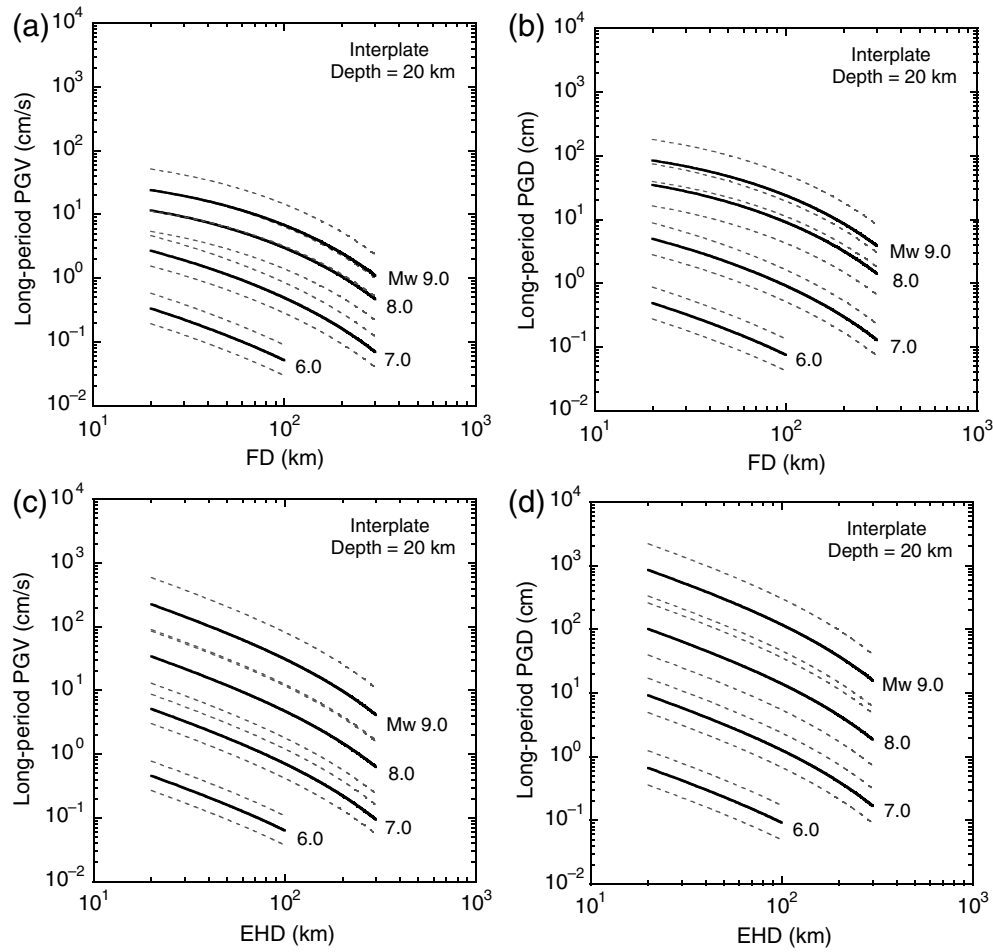 (a)
Interplate
Depth = 20 km
Long-period PGV (cm/s)
10^4
10^3
10^2
10^1
10^0
10^-1
10^-2
Mw 9.0
8.0
7.0
6.0
10^1
10^2
10^3
FD (km)
(b)
Interplate
Depth = 20 km
Long-period PGD (cm)
10^4
10^3
10^2
10^1
10^0
10^-1
10^-2
Mw 9.0
8.0
7.0
6.0
10^1
10^2
10^3
FD (km)
(c)
Interplate
Depth = 20 km
Long-period PGV (cm/s)
10^4
10^3
10^2
10^1
10^0
10^-1
10^-2
Mw 9.0
8.0
7.0
6.0
10^1
10^2
10^3
EHD (km)
(d)
Interplate
Depth = 20 km
Long-period PGD (cm)
10^4
10^3
10^2
10^1
10^0
10^-1
10^-2
Mw 9.0
8.0
7.0
6.0
10^1
10^2
10^3
EHD (km)